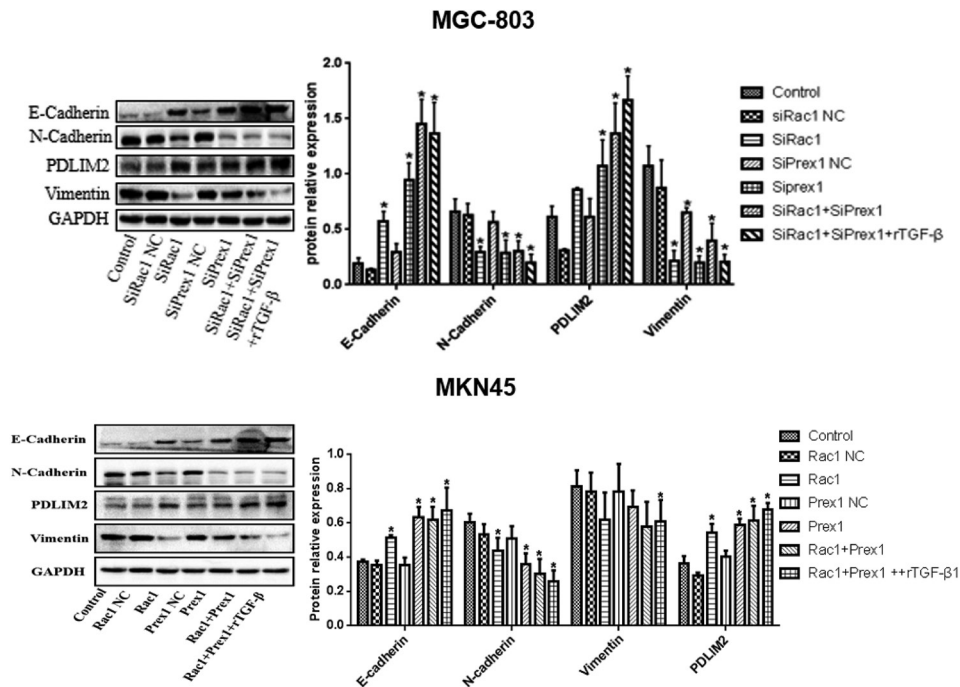 MGC-803
E-Cadherin
N-Cadherin
PDLIM2
Vimentin
GAPDH
Control
SiRac1 NC
SiRac1
SiPrex1 NC
SiPrex1
SiRac1+SiPrex1
SiRac1+SiPrex1
++rTGF-β
protein relative expression
2.0
1.5
1.0
0.5
0.0
* * * *
* * * *
* * *
* * * * *
E-Cadherin
N-Cadherin
PDLIM2
Vimentin
Control
siRac1 NC
SiRac1
SiPrex1 NC
Siprex1
SiRac1+SiPrex1
SiRac1+SiPrex1+rTGF-β
MKN45
E-Cadherin
N-Cadherin
PDLIM2
Vimentin
GAPDH
Control
Rac1 NC
Rac1
Prex1 NC
Prex1
Rac1+Prex1
Rac1+Prex1+rTGF-β
Protein relative expression
1.0
0.8
0.6
0.4
0.2
0.0
* * * *
* * * *
*
* * * *
E-cadherin
N-cadherin
Vimentin
PDLIM2
Control
Rac1 NC
Rac1
Prex1 NC
Prex1
Rac1+Prex1
Rac1+Prex1 ++rTGF-β1